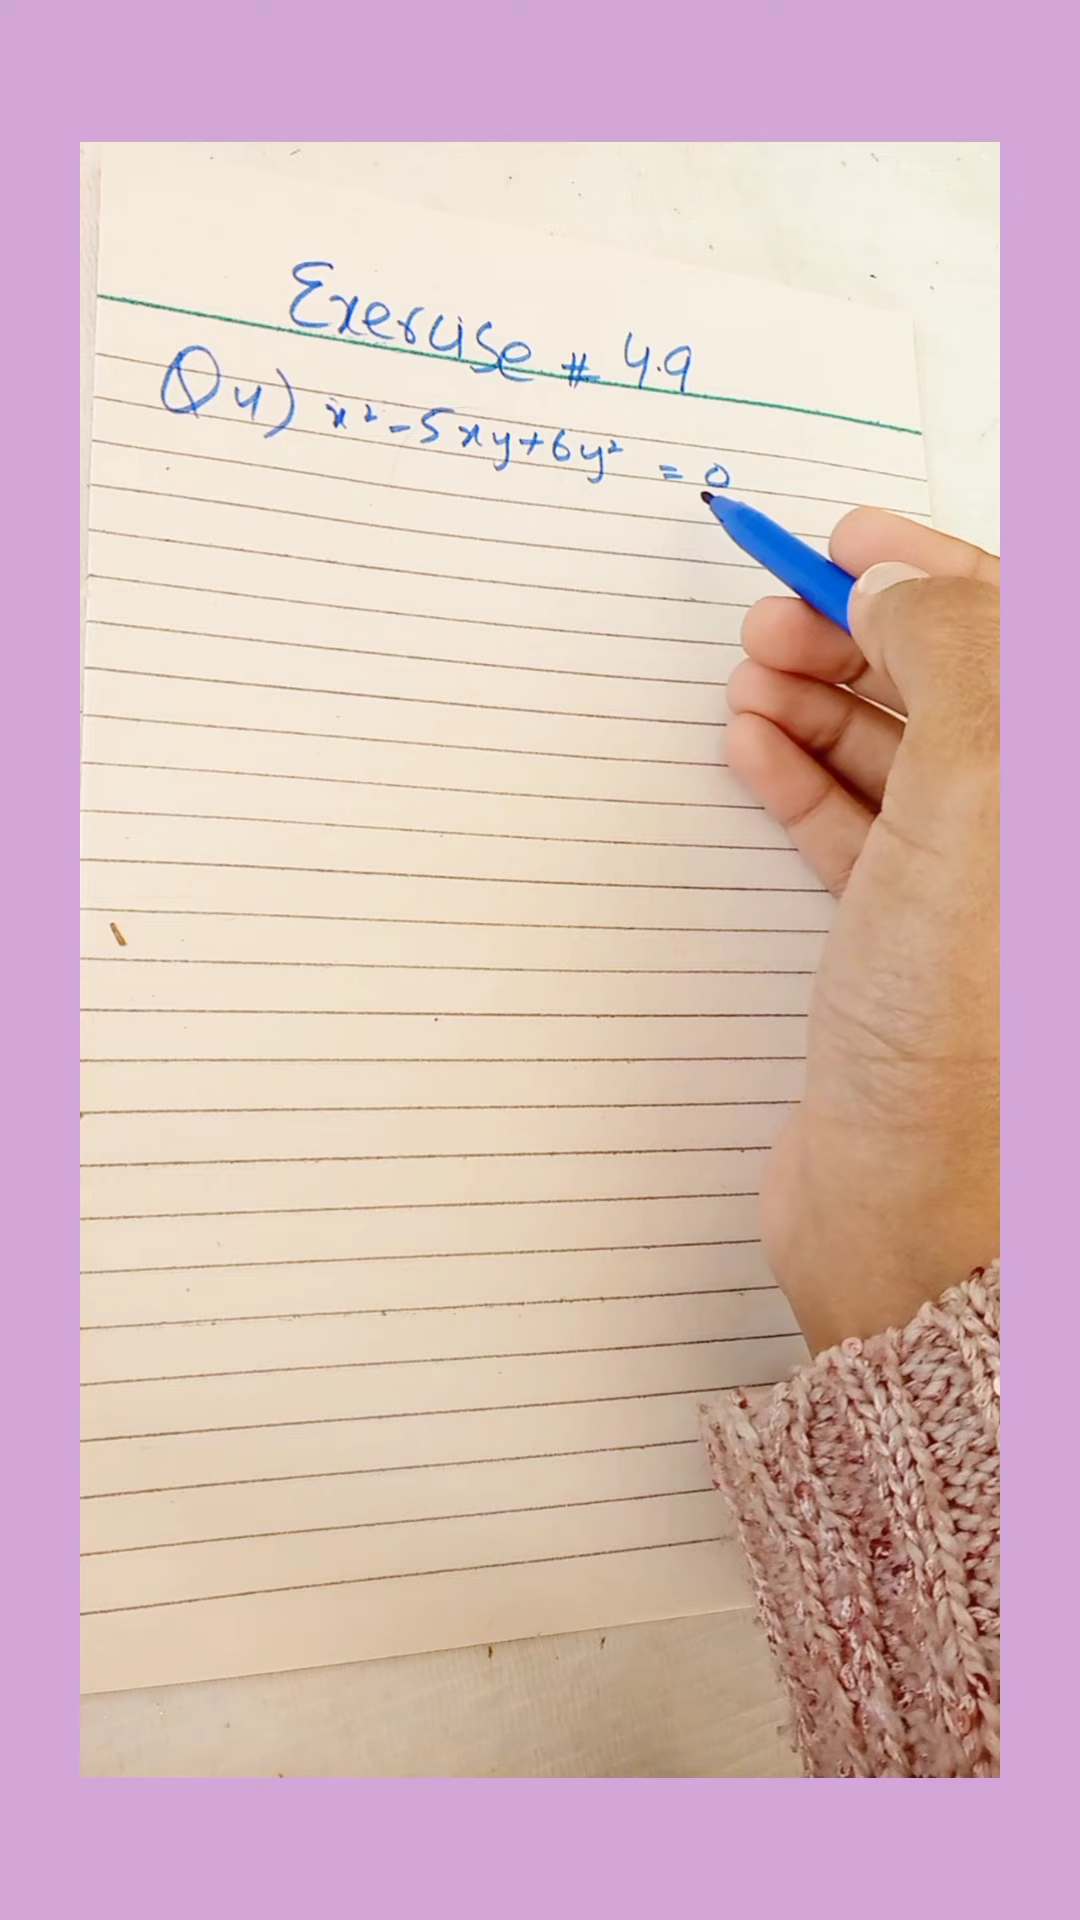 Exercise # 4.9
Q4) x² - 5xy + 6y² = 0